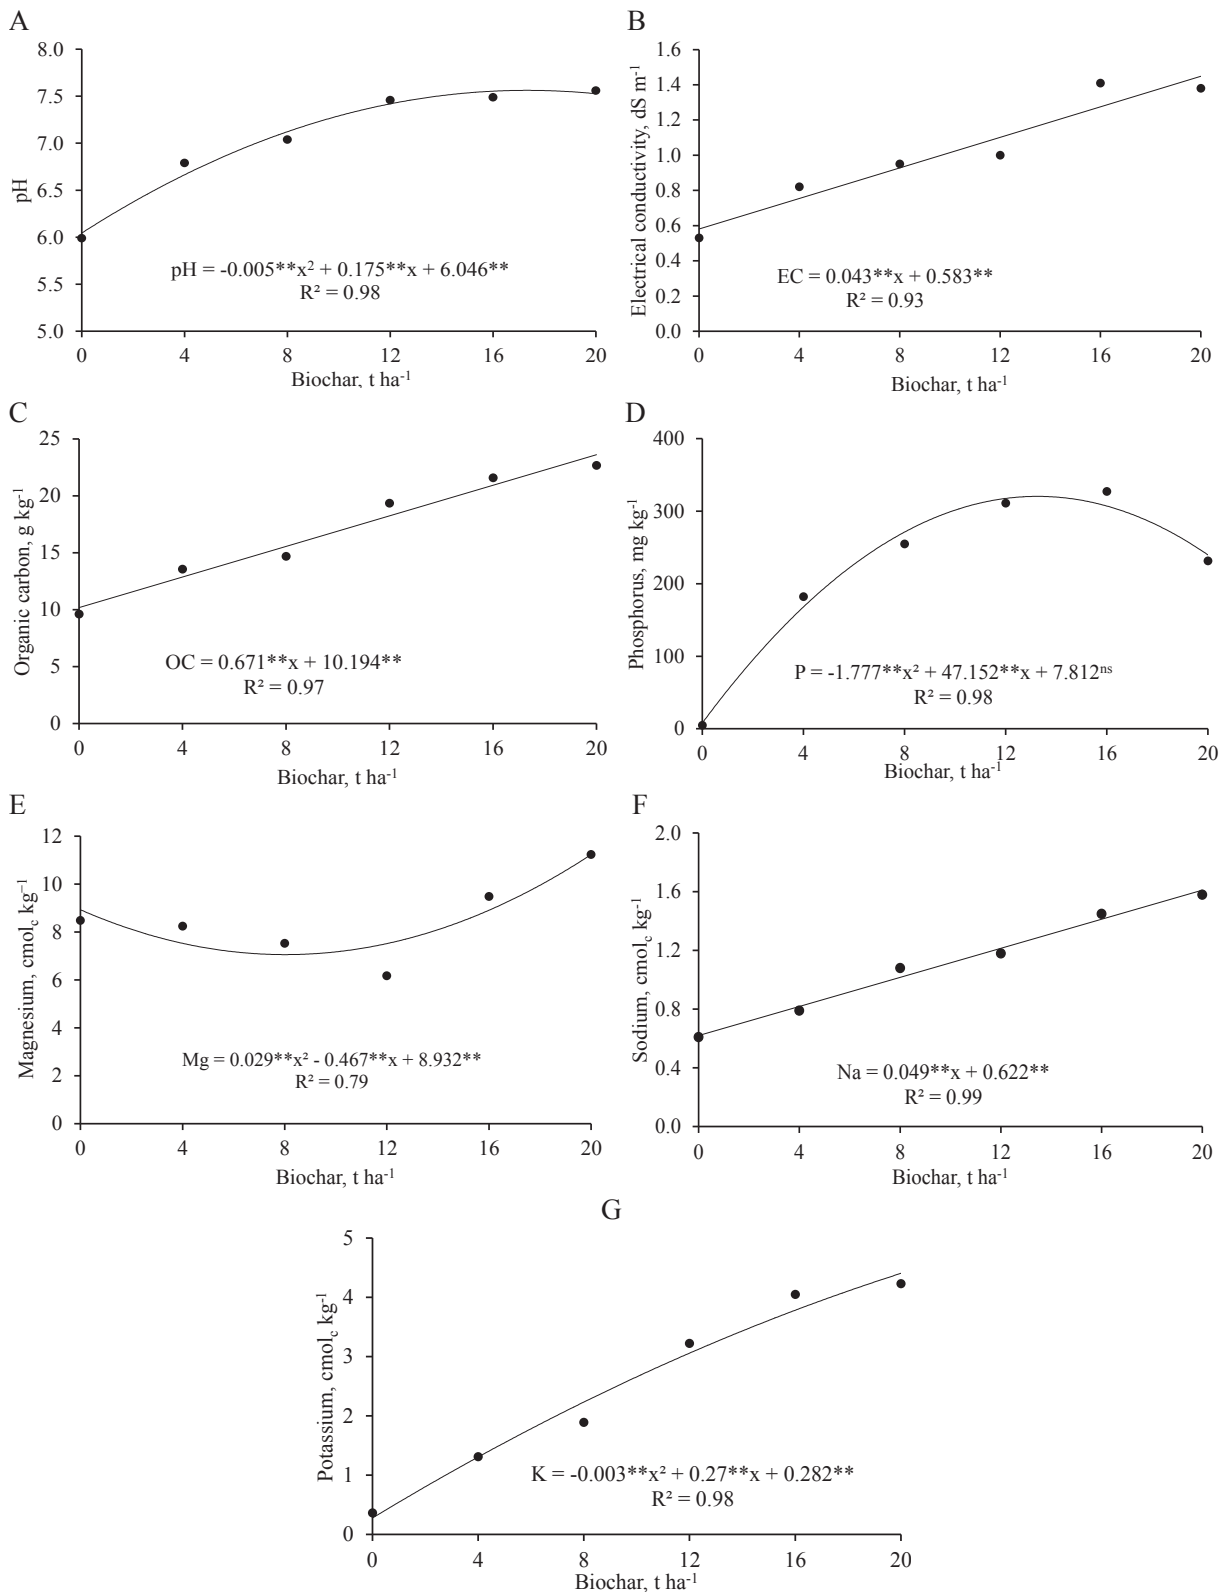 A
8.0
7.5
7.0
6.5
6.0
5.5
5.0
pH
pH = -0.005**x² + 0.175**x + 6.046**
R² = 0.98
0 4 8 12 16 20
Biochar, t ha⁻¹
B
1.6
1.4
1.2
1.0
0.8
0.6
0.4
0.2
0.0
Electrical conductivity, dS m⁻¹
EC = 0.043**x + 0.583**
R² = 0.93
0 4 8 12 16 20
Biochar, t ha⁻¹
C
25
20
15
10
5
0
Organic carbon, g kg⁻¹
OC = 0.671**x + 10.194**
R² = 0.97
0 4 8 12 16 20
Biochar, t ha⁻¹
D
400
300
200
100
0
Phosphorus, mg kg⁻¹
P = -1.777**x² + 47.152**x + 7.812ⁿˢ
R² = 0.98
0 4 8 12 16 20
Biochar, t ha⁻¹
E
12
10
8
6
4
2
0
Magnesium, cmol_c kg⁻¹
Mg = 0.029**x² - 0.467**x + 8.932**
R² = 0.79
0 4 8 12 16 20
Biochar, t ha⁻¹
F
2.0
1.6
1.2
0.8
0.4
0.0
Sodium, cmol_c kg⁻¹
Na = 0.049**x + 0.622**
R² = 0.99
0 4 8 12 16 20
Biochar, t ha⁻¹
G
5
4
3
2
1
0
Potassium, cmol_c kg⁻¹
K = -0.003**x² + 0.27**x + 0.282**
R² = 0.98
0 4 8 12 16 20
Biochar, t ha⁻¹